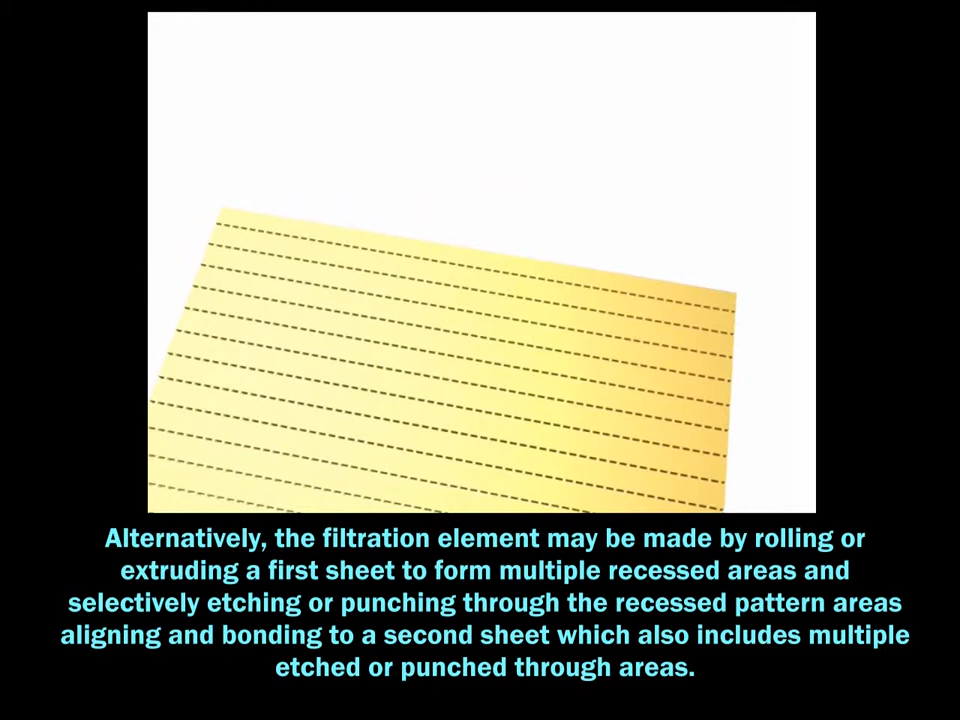 Alternatively, the filtration element may be made by rolling or
extruding a first sheet to form multiple recessed areas and
selectively etching or punching through the recessed pattern areas
aligning and bonding to a second sheet which also includes multiple
etched or punched through areas.